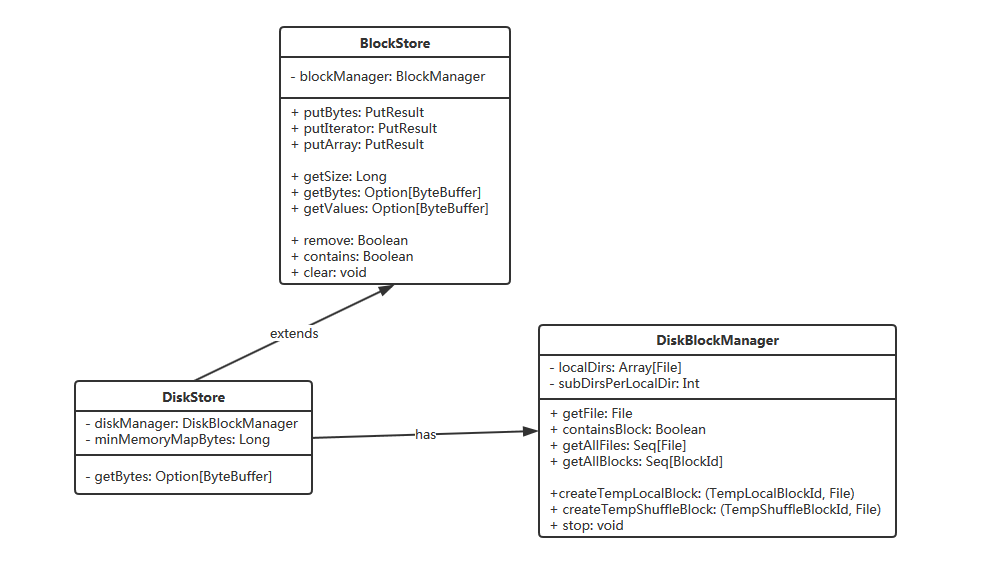 BlockStore
- blockManager: BlockManager
+ putBytes: PutResult
+ putIterator: PutResult
+ putArray: PutResult
+ getSize: Long
+ getBytes: Option[ByteBuffer]
+ getValues: Option[ByteBuffer]
+ remove: Boolean
+ contains: Boolean
+ clear: void
extends
DiskStore
- diskManager: DiskBlockManager
- minMemoryMapBytes: Long
- getBytes: Option[ByteBuffer]
has
DiskBlockManager
- localDirs: Array[File]
- subDirsPerLocalDir: Int
+ getFile: File
+ containsBlock: Boolean
+ getAllFiles: Seq[File]
+ getAllBlocks: Seq[BlockId]
+createTempLocalBlock: (TempLocalBlockId, File)
+ createTempShuffleBlock: (TempShuffleBlockId, File)
+ stop: void